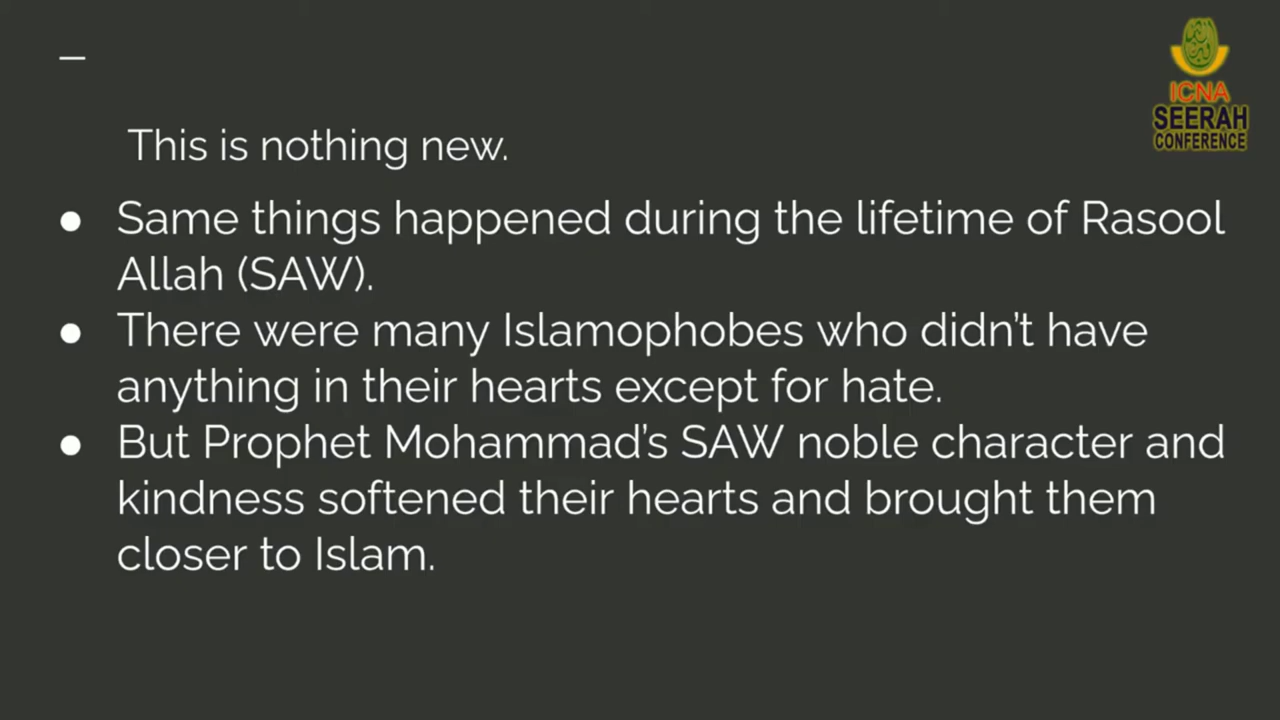 ICNA
SEERAH
CONFERENCE
This is nothing new.
● Same things happened during the lifetime of Rasool
Allah (SAW).
● There were many Islamophobes who didn’t have
anything in their hearts except for hate.
● But Prophet Mohammad’s SAW noble character and
kindness softened their hearts and brought them
closer to Islam.